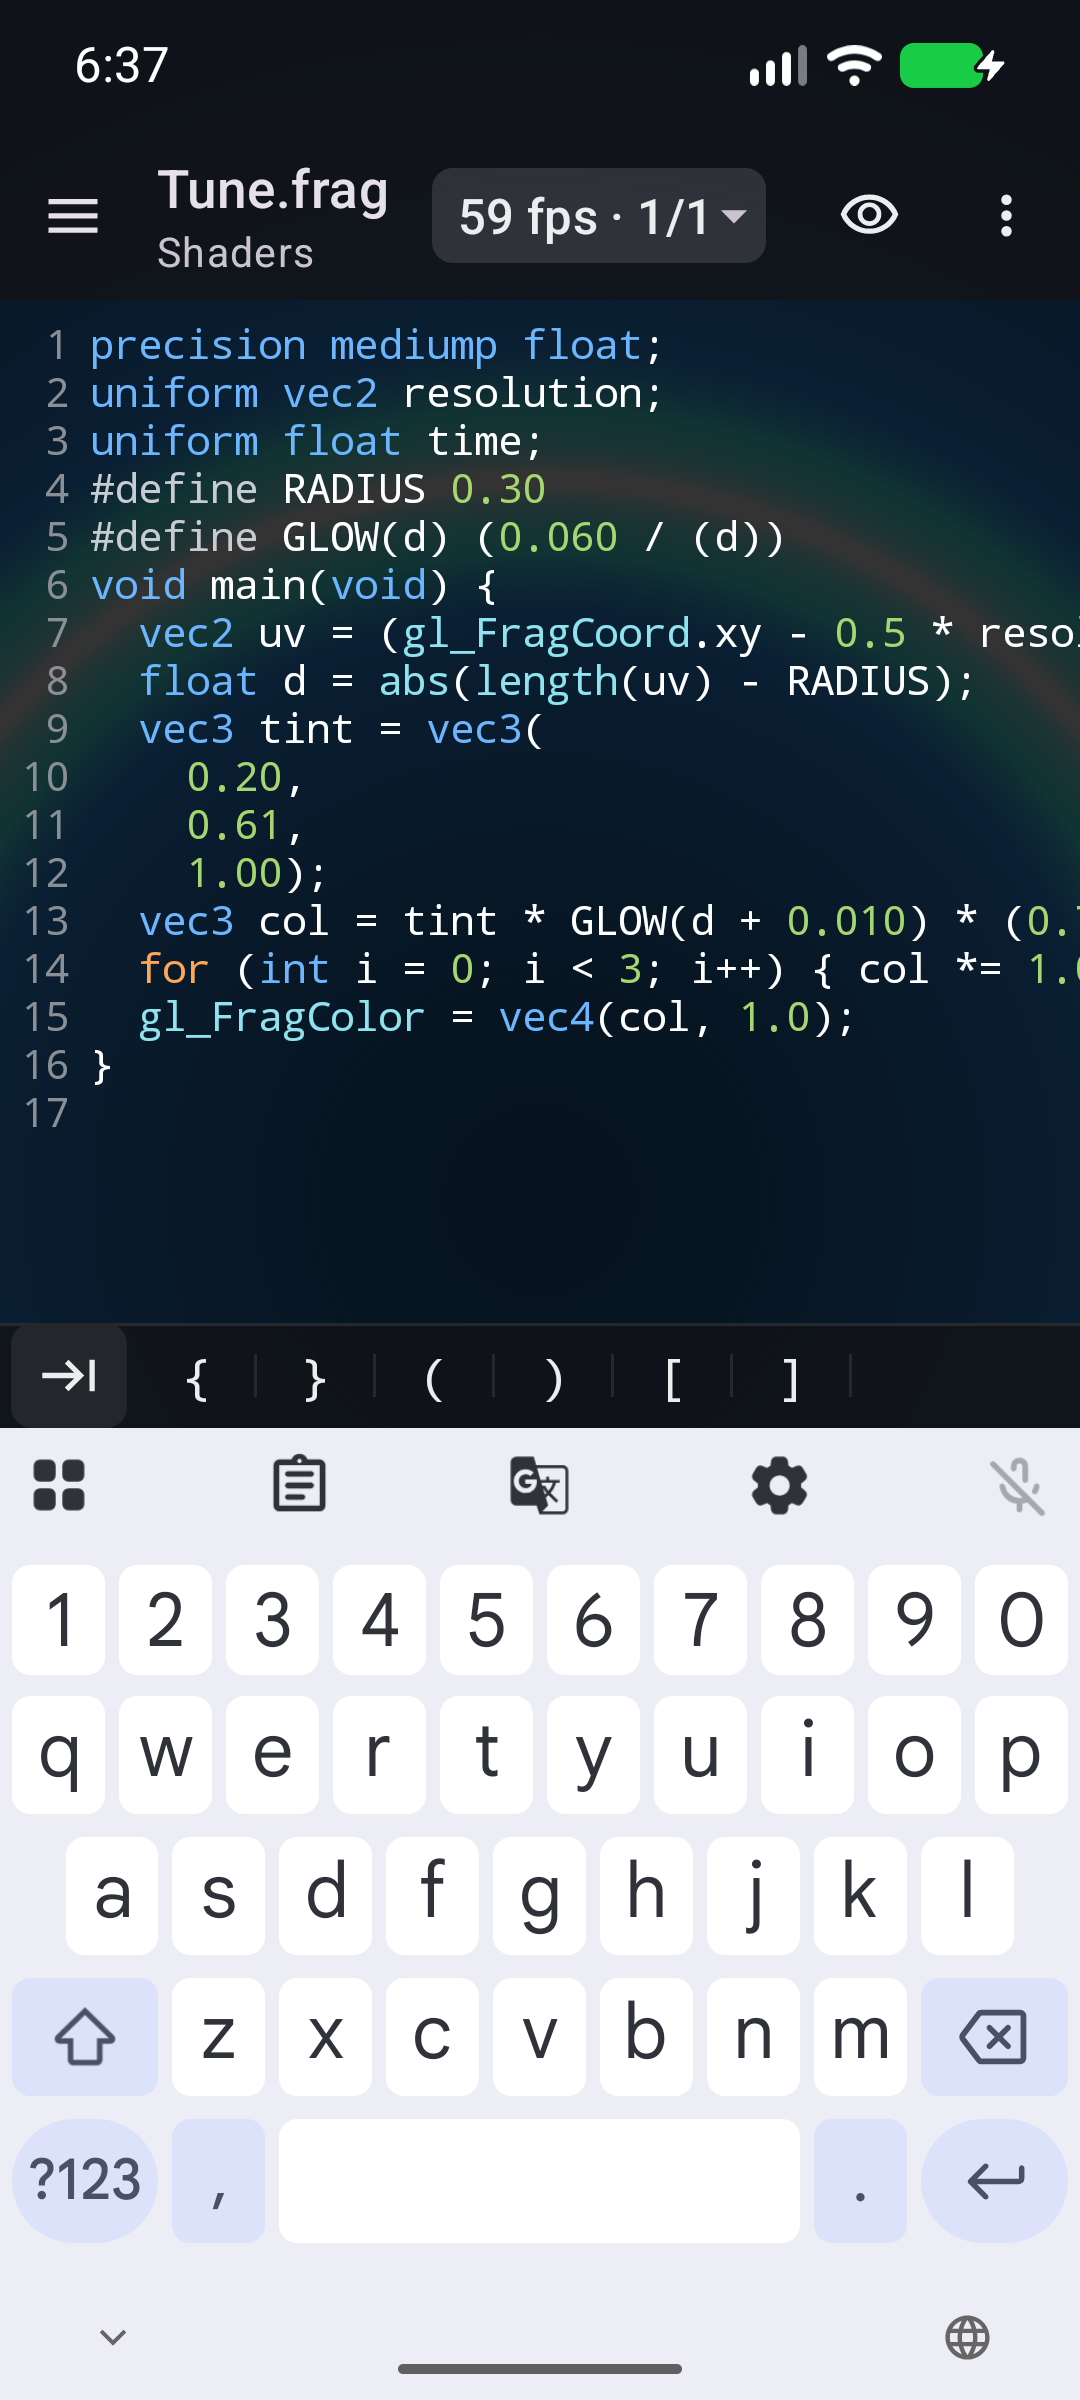 6:37
Tune.frag
Shaders
59 fps · 1/1
1 precision mediump float;
2 uniform vec2 resolution;
3 uniform float time;
4 #define RADIUS 0.30
5 #define GLOW(d) (0.060 / (d))
6 void main(void) {
7 vec2 uv = (gl_FragCoord.xy - 0.5 * reso
8 float d = abs(length(uv) - RADIUS);
9 vec3 tint = vec3(
10 0.20,
11 0.61,
12 1.00);
13 vec3 col = tint * GLOW(d + 0.010) * (0.
14 for (int i = 0; i < 3; i++) { col *= 1.
15 gl_FragColor = vec4(col, 1.0);
16 }
17
{ } ( ) [ ]
1 2 3 4 5 6 7 8 9 0
q w e r t y u i o p
a s d f g h j k l
z x c v b n m
?123 , .